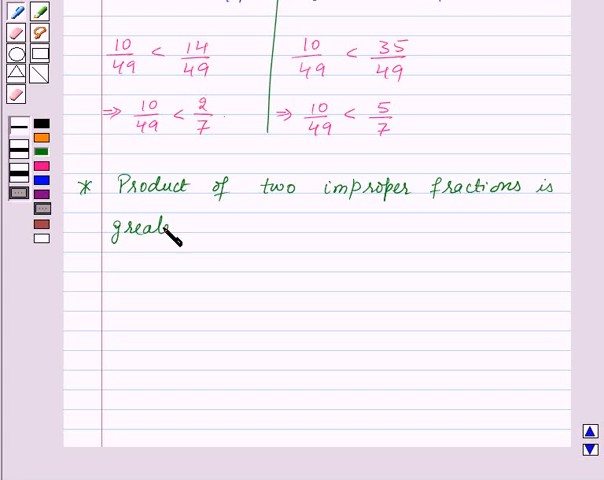 10/49 < 14/49
10/49 < 35/49
⇒ 10/49 < 2/7 .
⇒ 10/49 < 5/7
* Product of two improper fractions is
greate